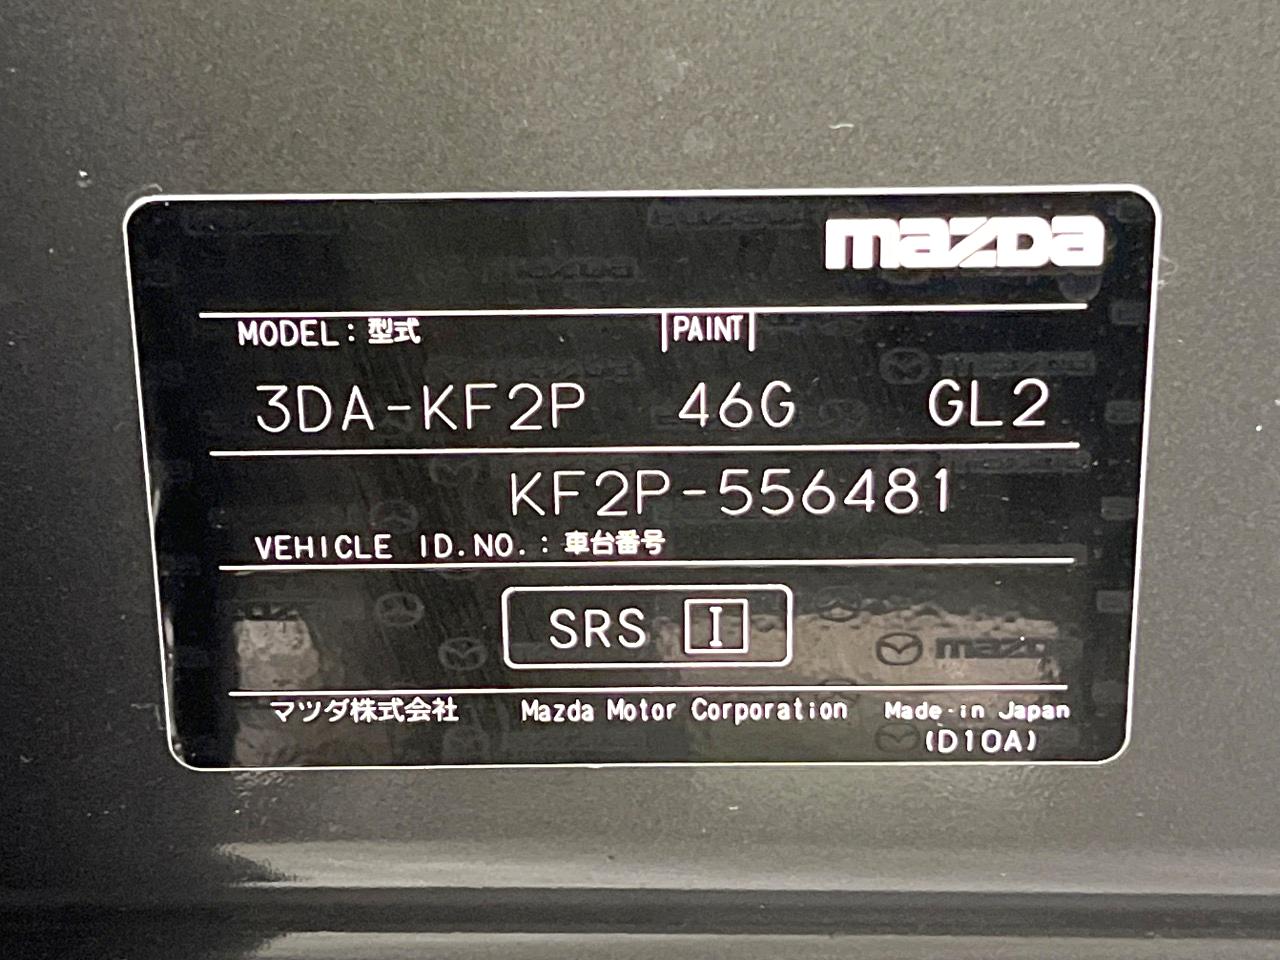 mazda
MODEL：型式 PAINT
3DA-KF2P 46G GL2
KF2P-556481
VEHICLE ID.NO.：車台番号
SRS I
マツダ株式会社 Mazda Motor Corporation Made in Japan
(D10A)